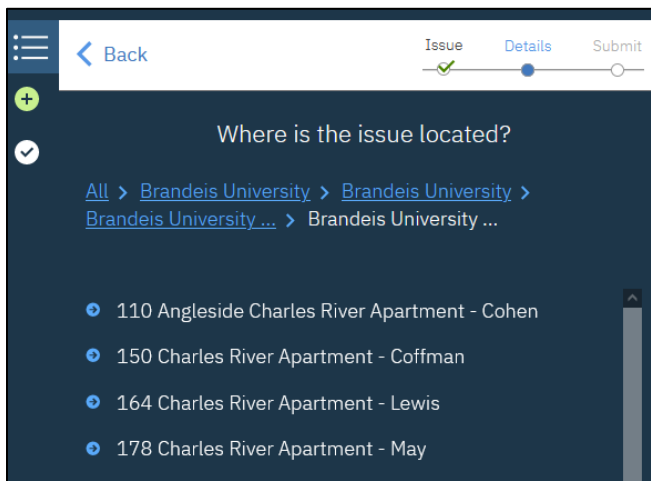 Back
Issue Details Submit
Where is the issue located?
All > Brandeis University > Brandeis University >
Brandeis University ... > Brandeis University ...
110 Angleside Charles River Apartment - Cohen
150 Charles River Apartment - Coffman
164 Charles River Apartment - Lewis
178 Charles River Apartment - May